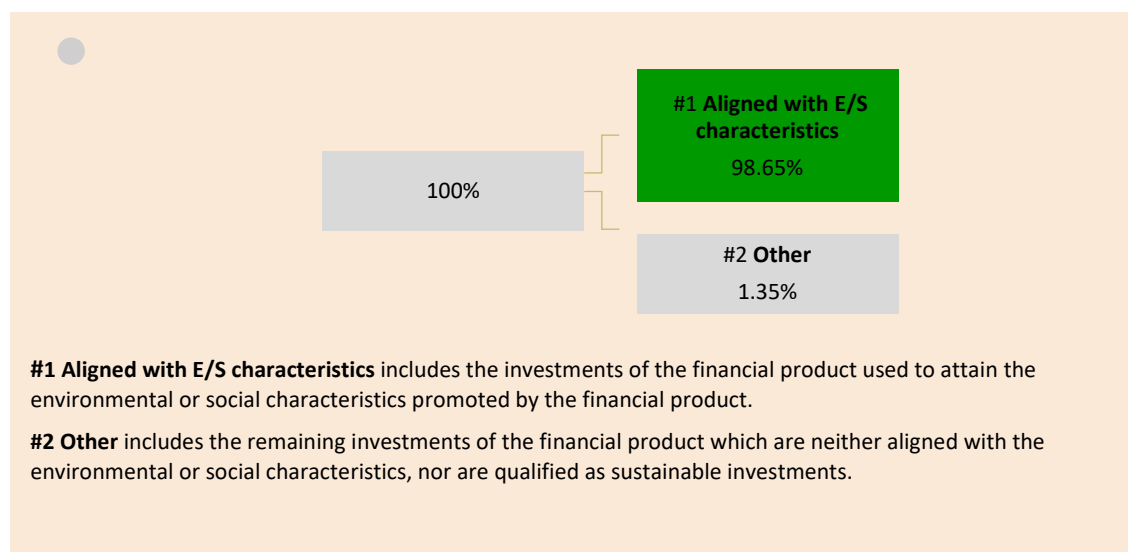 #1 Aligned with E/S
characteristics
98.65%
100%
#2 Other
1.35%
#1 Aligned with E/S characteristics includes the investments of the financial product used to attain the
environmental or social characteristics promoted by the financial product.
#2 Other includes the remaining investments of the financial product which are neither aligned with the
environmental or social characteristics, nor are qualified as sustainable investments.